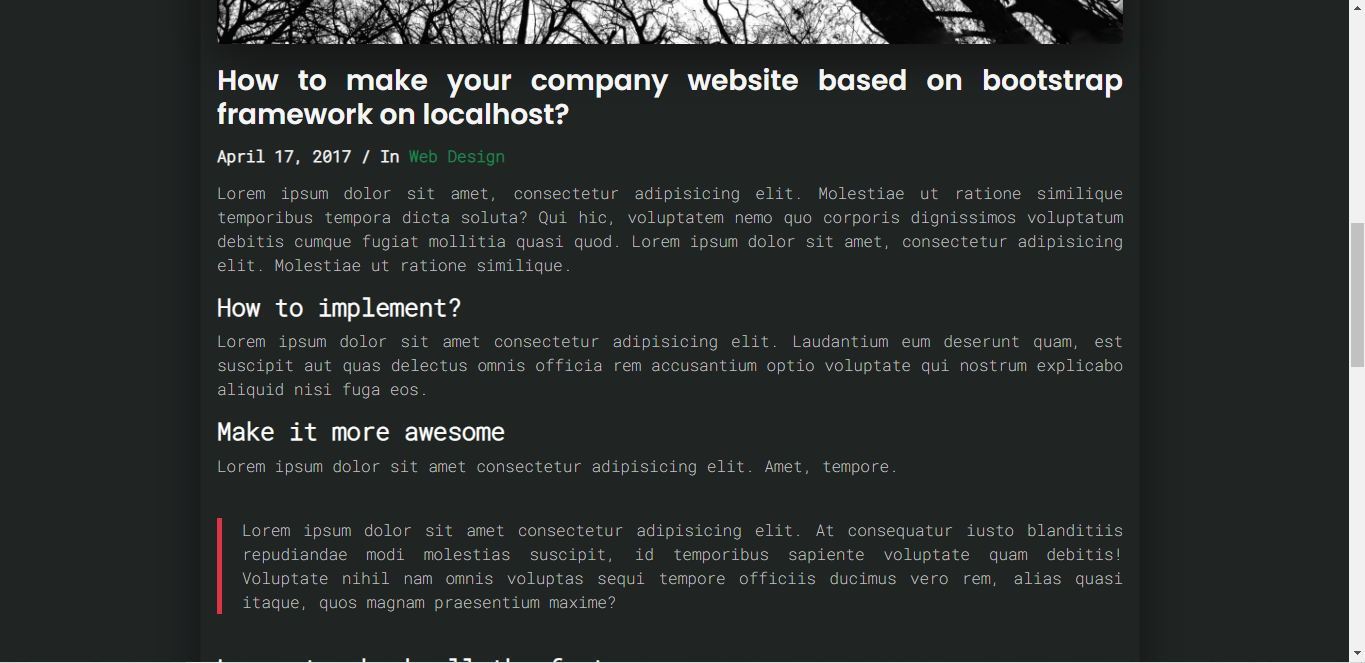 How to make your company website based on bootstrap
framework on localhost?
April 17, 2017 / In Web Design
Lorem ipsum dolor sit amet, consectetur adipisicing elit. Molestiae ut ratione similique
temporibus tempora dicta soluta? Qui hic, voluptatem nemo quo corporis dignissimos voluptatum
debitis cumque fugiat mollitia quasi quod. Lorem ipsum dolor sit amet, consectetur adipisicing
elit. Molestiae ut ratione similique.
How to implement?
Lorem ipsum dolor sit amet consectetur adipisicing elit. Laudantium eum deserunt quam, est
suscipit aut quas delectus omnis officia rem accusantium optio voluptate qui nostrum explicabo
aliquid nisi fuga eos.
Make it more awesome
Lorem ipsum dolor sit amet consectetur adipisicing elit. Amet, tempore.
Lorem ipsum dolor sit amet consectetur adipisicing elit. At consequatur iusto blanditiis
repudiandae modi molestias suscipit, id temporibus sapiente voluptate quam debitis!
Voluptate nihil nam omnis voluptas sequi tempore officiis ducimus vero rem, alias quasi
itaque, quos magnam praesentium maxime?